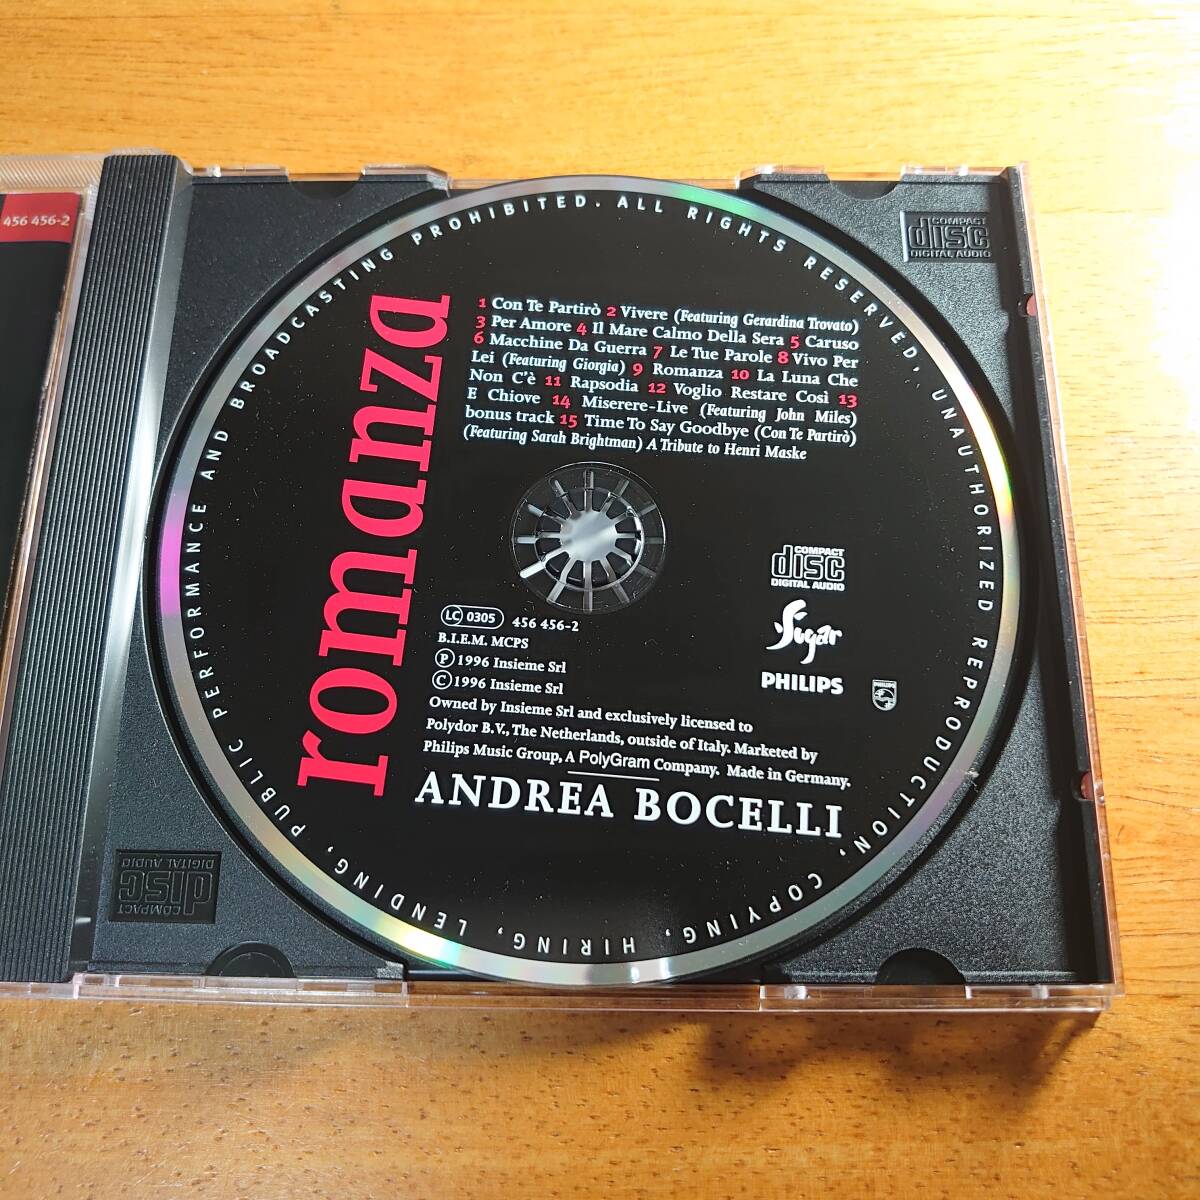 456 456-2
COMPACT
disc
DIGITAL AUDIO
PUBLIC PERFORMANCE AND BROADCASTING PROHIBITED. ALL RIGHTS RESERVED, UNAUTHORIZED REPRODUCTION, COPYING, HIRING, LENDING,
romanza
1 Con Te Partirò 2 Vivere (Featuring Gerardina Trovato)
3 Per Amore 4 Il Mare Calmo Della Sera 5 Caruso
6 Macchine Da Guerra 7 Le Tue Parole 8 Vivo Per
Lei (Featuring Giorgia) 9 Romanza 10 La Luna Che
Non C'è 11 Rapsodia 12 Voglio Restare Così 13
E Chiove 14 Miserere-Live (Featuring John Miles)
bonus track 15 Time To Say Goodbye (Con Te Partirò)
(Featuring Sarah Brightman) A Tribute to Henri Maske
COMPACT
disc
DIGITAL AUDIO
Sugar
PHILIPS
PHILIPS
LC 0305 456 456-2
B.I.E.M. MCPS
Ⓟ 1996 Insieme Srl
© 1996 Insieme Srl
Owned by Insieme Srl and exclusively licensed to
Polydor B.V., The Netherlands, outside of Italy. Marketed by
Philips Music Group, A PolyGram Company. Made in Germany.
ANDREA BOCELLI
COMPACT
disc
DIGITAL AUDIO